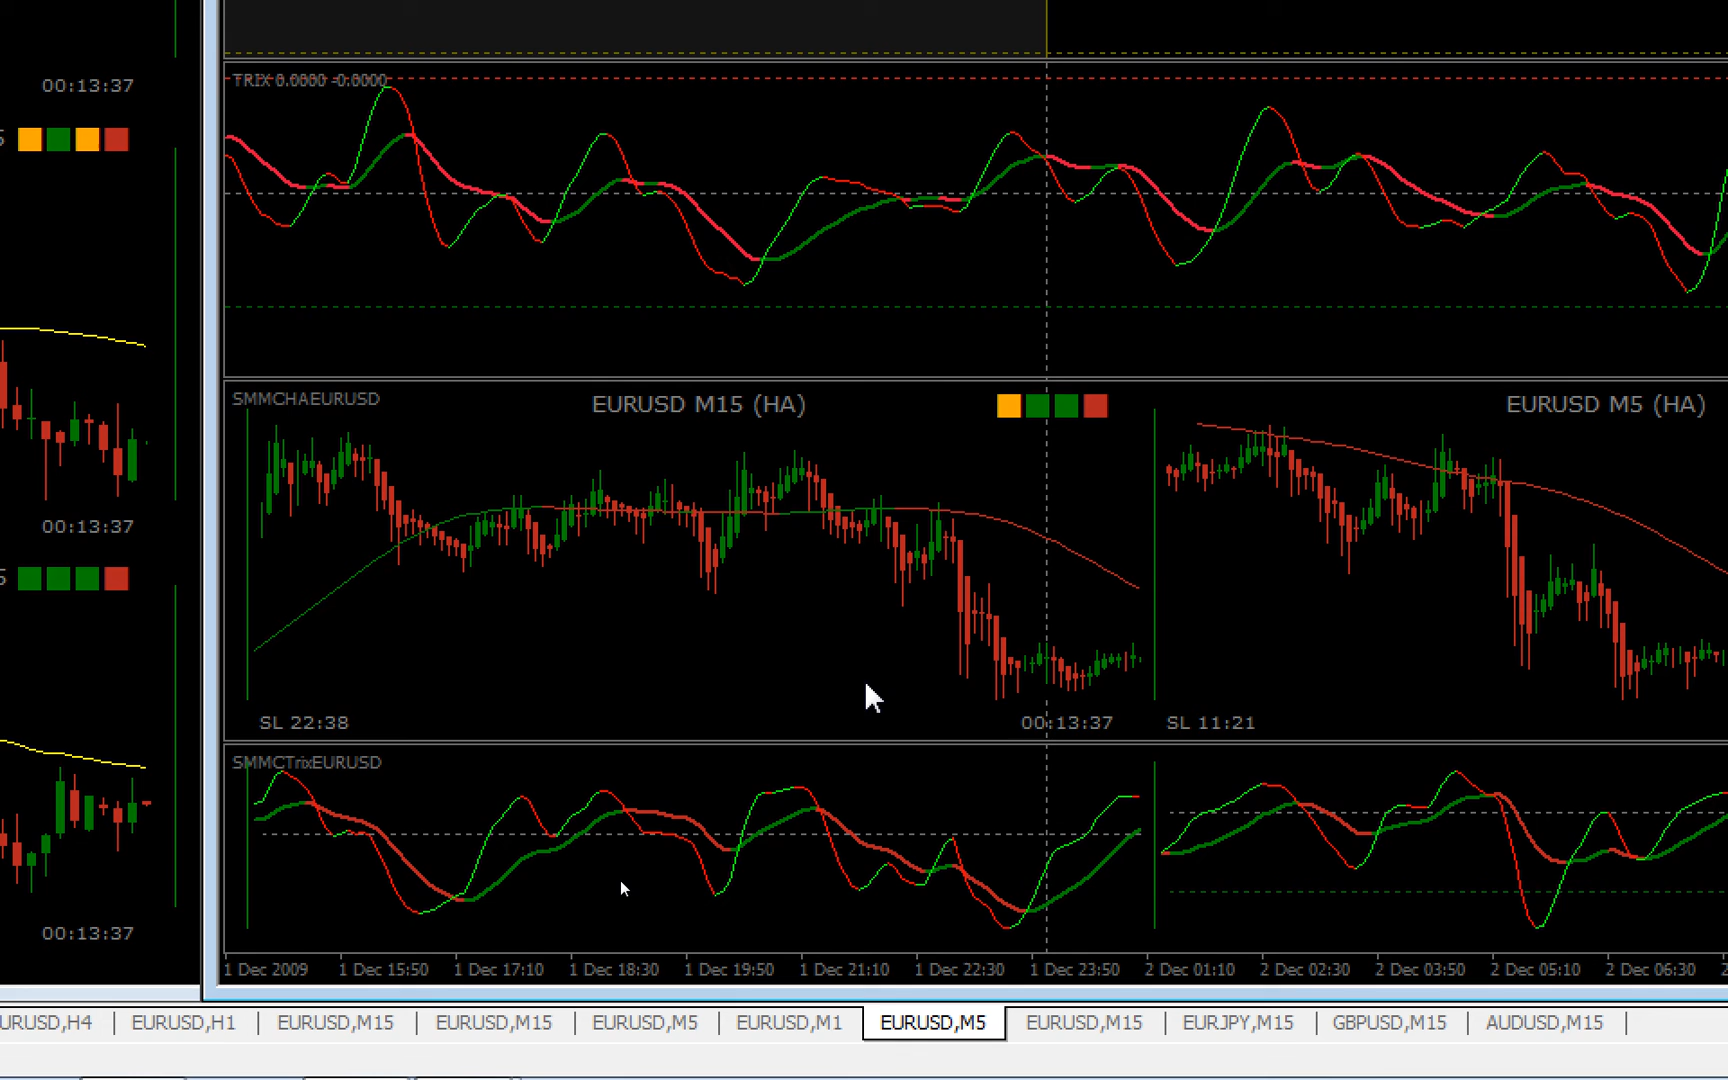 00:13:37
TRIX 0.0000 -0.0000
5
SMMCHAEURUSD
EURUSD M15 (HA)
EURUSD M5 (HA)
00:13:37
5
SL 22:38
00:13:37
SL 11:21
SMMCTrixEURUSD
00:13:37
1 Dec 2009 1 Dec 15:50 1 Dec 17:10 1 Dec 18:30 1 Dec 19:50 1 Dec 21:10 1 Dec 22:30 1 Dec 23:50 2 Dec 01:10 2 Dec 02:30 2 Dec 03:50 2 Dec 05:10 2 Dec 06:30 2
URUSD,H4 EURUSD,H1 EURUSD,M15 EURUSD,M15 EURUSD,M5 EURUSD,M1 EURUSD,M5 EURUSD,M15 EURJPY,M15 GBPUSD,M15 AUDUSD,M15